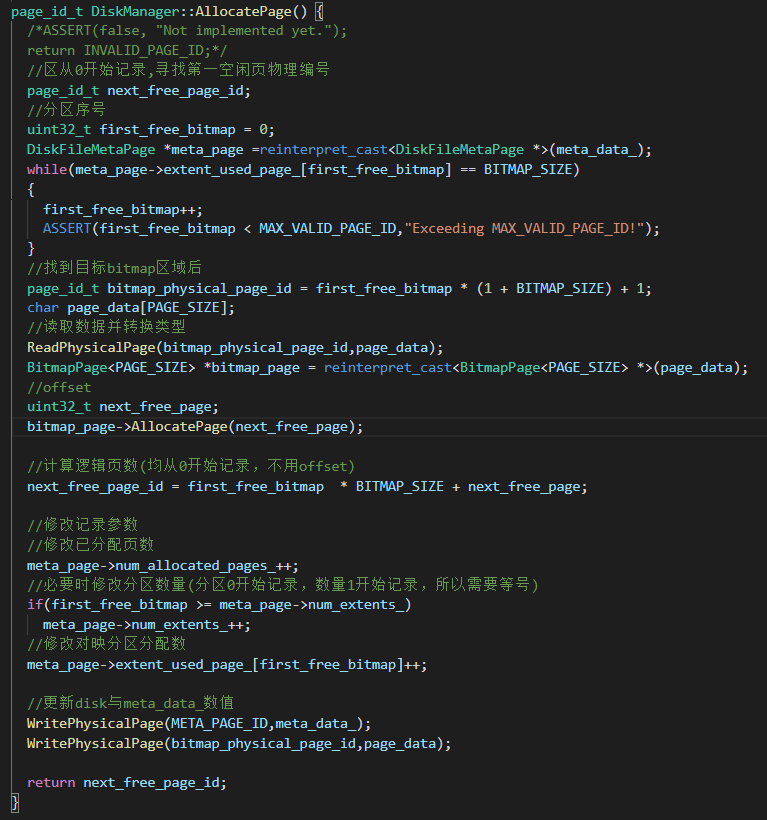 page_id_t DiskManager::AllocatePage() {
/*ASSERT(false, "Not implemented yet.");
return INVALID_PAGE_ID;*/
//区从0开始记录,寻找第一空闲页物理编号
page_id_t next_free_page_id;
//分区序号
uint32_t first_free_bitmap = 0;
DiskFileMetaPage *meta_page =reinterpret_cast<DiskFileMetaPage *>(meta_data_);
while(meta_page->extent_used_page_[first_free_bitmap] == BITMAP_SIZE)
{
first_free_bitmap++;
ASSERT(first_free_bitmap < MAX_VALID_PAGE_ID,"Exceeding MAX_VALID_PAGE_ID!");
}
//找到目标bitmap区域后
page_id_t bitmap_physical_page_id = first_free_bitmap * (1 + BITMAP_SIZE) + 1;
char page_data[PAGE_SIZE];
//读取数据并转换类型
ReadPhysicalPage(bitmap_physical_page_id,page_data);
BitmapPage<PAGE_SIZE> *bitmap_page = reinterpret_cast<BitmapPage<PAGE_SIZE> *>(page_data);
//offset
uint32_t next_free_page;
bitmap_page->AllocatePage(next_free_page);
//计算逻辑页数(均从0开始记录，不用offset)
next_free_page_id = first_free_bitmap  * BITMAP_SIZE + next_free_page;
//修改记录参数
//修改已分配页数
meta_page->num_allocated_pages_++;
//必要时修改分区数量(分区0开始记录，数量1开始记录，所以需要等号)
if(first_free_bitmap >= meta_page->num_extents_)
meta_page->num_extents_++;
//修改对映分区分配数
meta_page->extent_used_page_[first_free_bitmap]++;
//更新disk与meta_data_数值
WritePhysicalPage(META_PAGE_ID,meta_data_);
WritePhysicalPage(bitmap_physical_page_id,page_data);
return next_free_page_id;
}